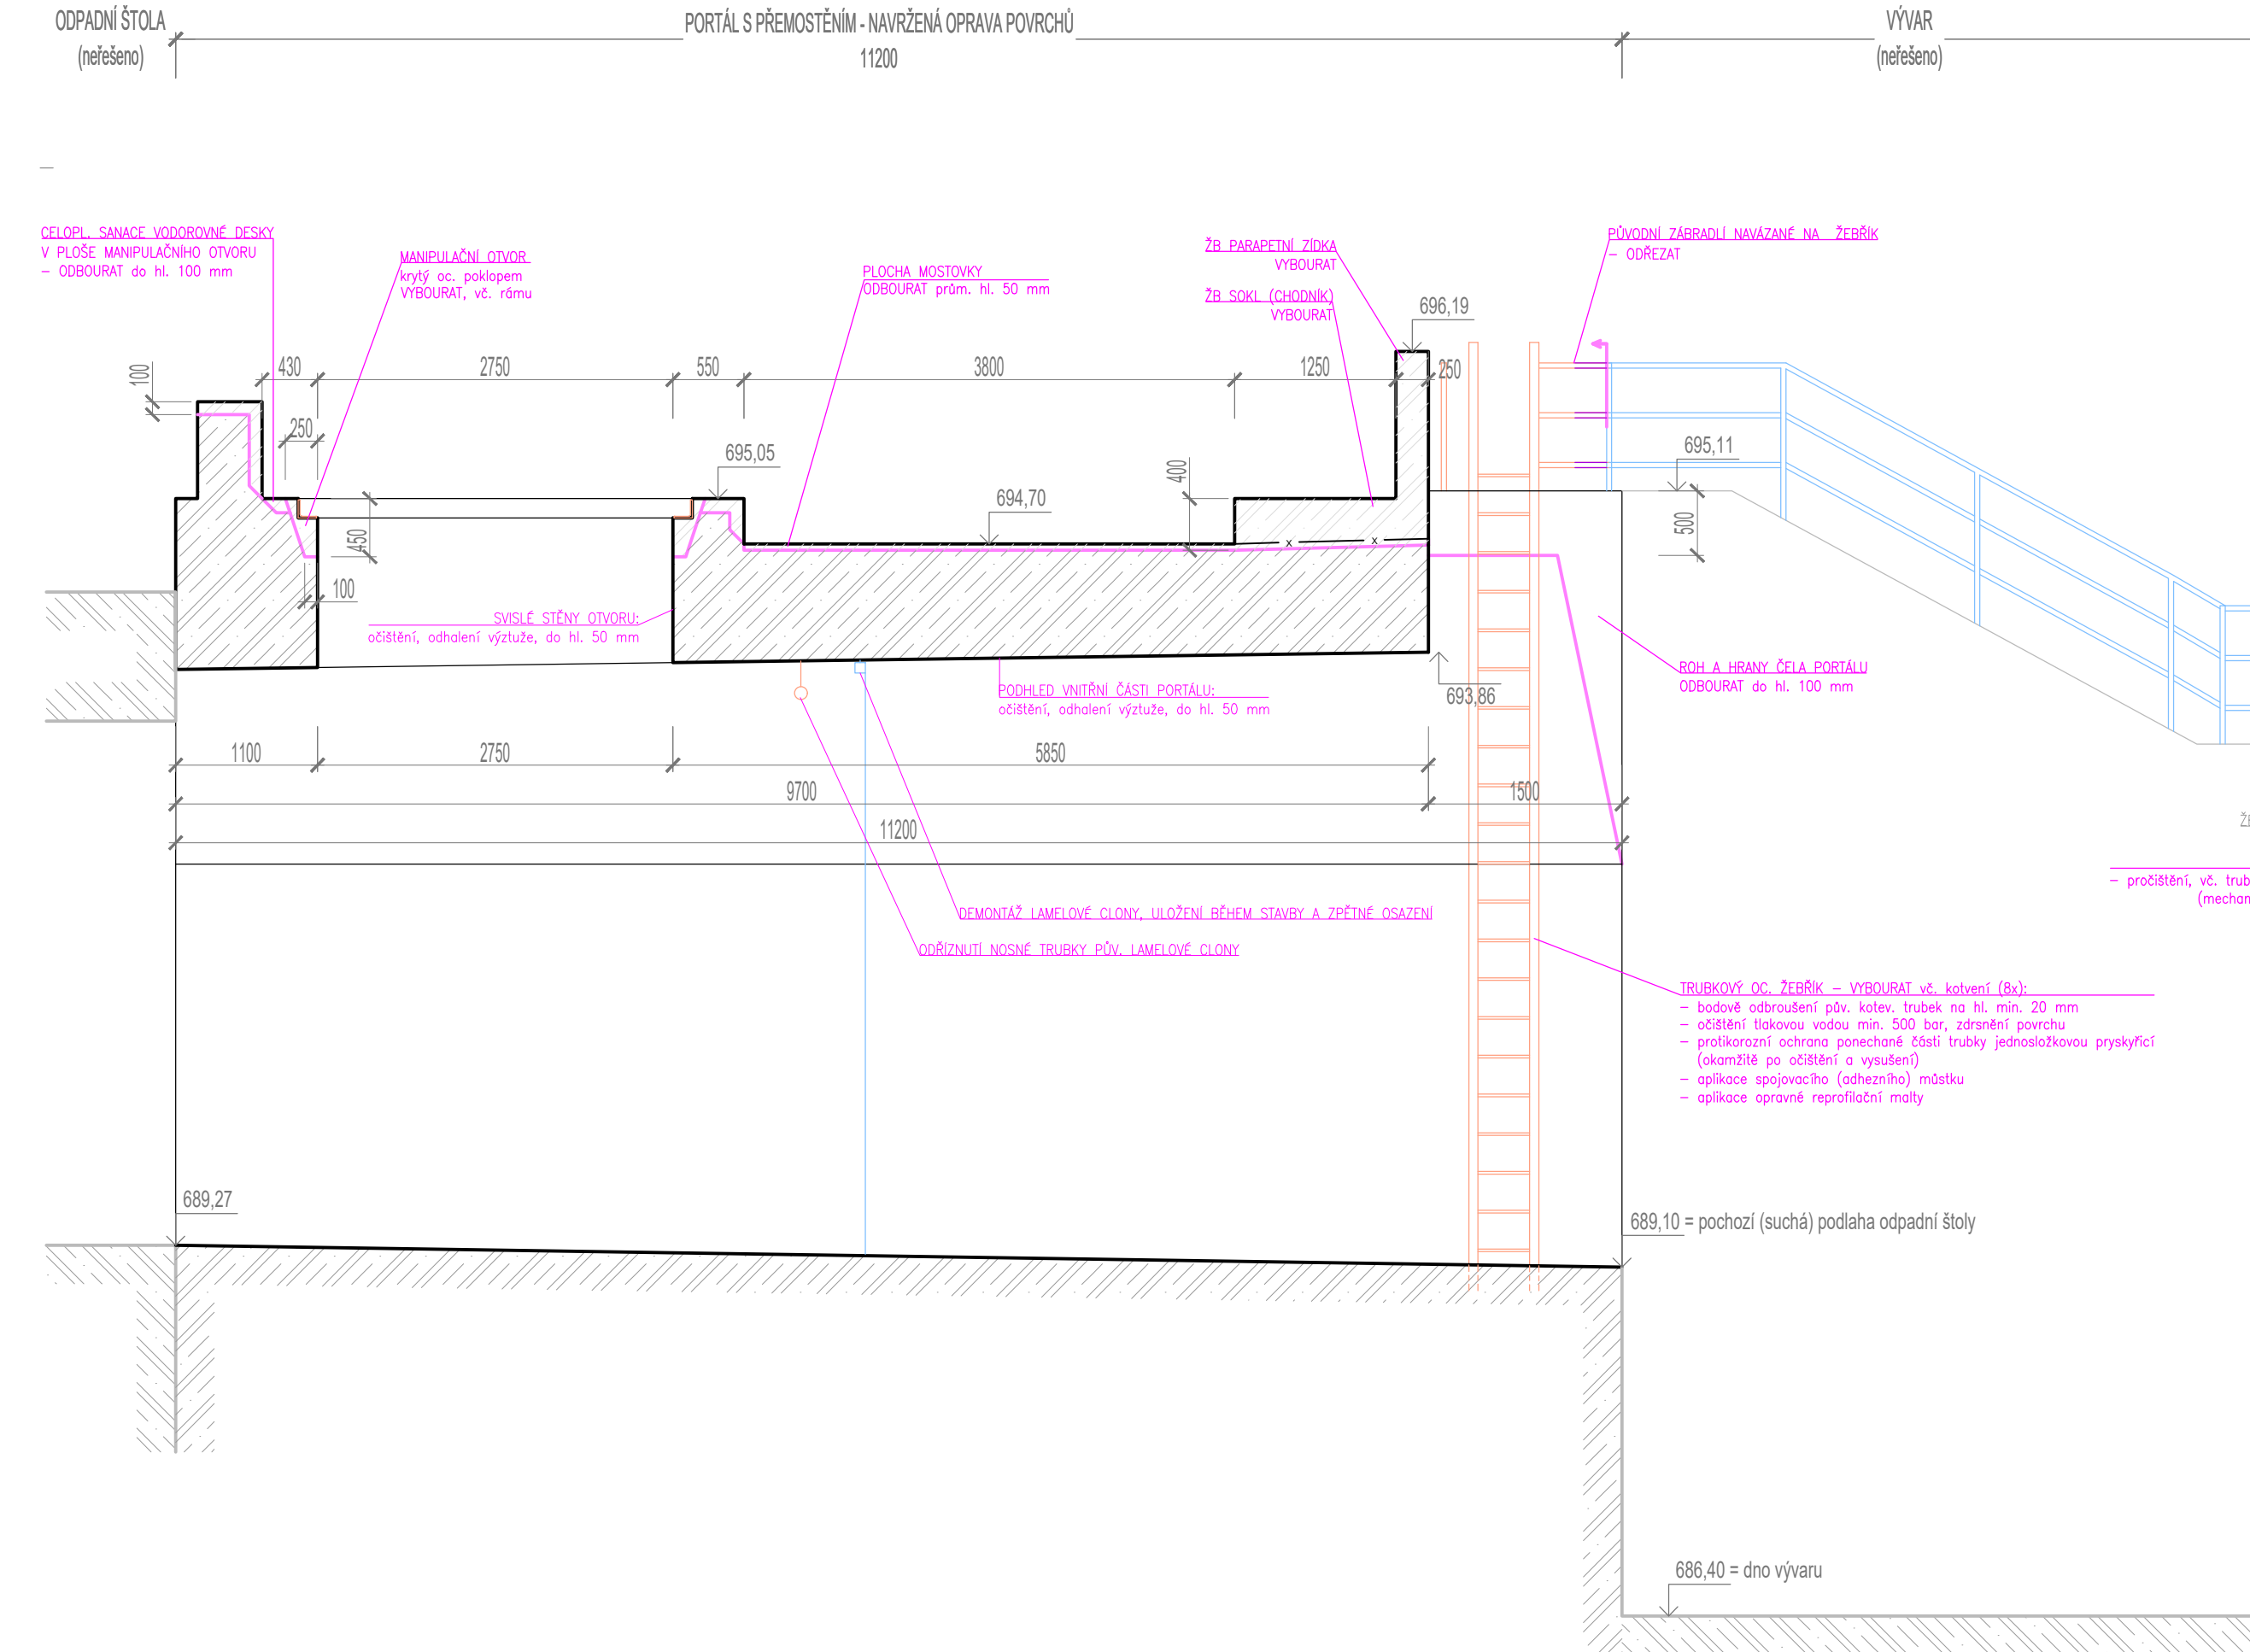 ODPADNÍ ŠTOLA
(neřešeno)
PORTÁL S PŘEMOSTĚNÍM - NAVRŽENÁ OPRAVA POVRCHŮ
11200
VÝVAR
(neřešeno)
CELOPL. SANACE VODOROVNÉ DESKY
V PLOŠE MANIPULAČNÍHO OTVORU
– ODBOURAT do hl. 100 mm
MANIPULAČNÍ OTVOR
krytý oc. poklopem
VYBOURAT, vč. rámu
PLOCHA MOSTOVKY
ODBOURAT prům. hl. 50 mm
ŽB PARAPETNÍ ZÍDKA
VYBOURAT
ŽB SOKL (CHODNÍK)
VYBOURAT
PŮVODNÍ ZÁBRADLÍ NAVÁZANÉ NA ŽEBŘÍK
– ODŘEZAT
696,19
100
430
2750
550
3800
1250
250
250
695,05
694,70
400
695,11
500
450
100
SVISLÉ STĚNY OTVORU:
očištění, odhalení výztuže, do hl. 50 mm
PODHLED VNITŘNÍ ČÁSTI PORTÁLU:
očištění, odhalení výztuže, do hl. 50 mm
693,86
ROH A HRANY ČELA PORTÁLU
ODBOURAT do hl. 100 mm
1100
2750
5850
9700
1500
11200
– pročištění, vč. trub
(mechan
DEMONTÁŽ LAMELOVÉ CLONY, ULOŽENÍ BĚHEM STAVBY A ZPĚTNÉ OSAZENÍ
ODŘÍZNUTÍ NOSNÉ TRUBKY PŮV. LAMELOVÉ CLONY
TRUBKOVÝ OC. ŽEBŘÍK – VYBOURAT vč. kotvení (8x):
– bodově odbroušení pův. kotev. trubek na hl. min. 20 mm
– očištění tlakovou vodou min. 500 bar, zdrsnění povrchu
– protikorozní ochrana ponechané části trubky jednosložkovou pryskyřicí
(okamžitě po očištění a vysušení)
– aplikace spojovacího (adhezního) můstku
– aplikace opravné reprofilační malty
689,27
689,10 = pochozí (suchá) podlaha odpadní štoly
686,40 = dno vývaru